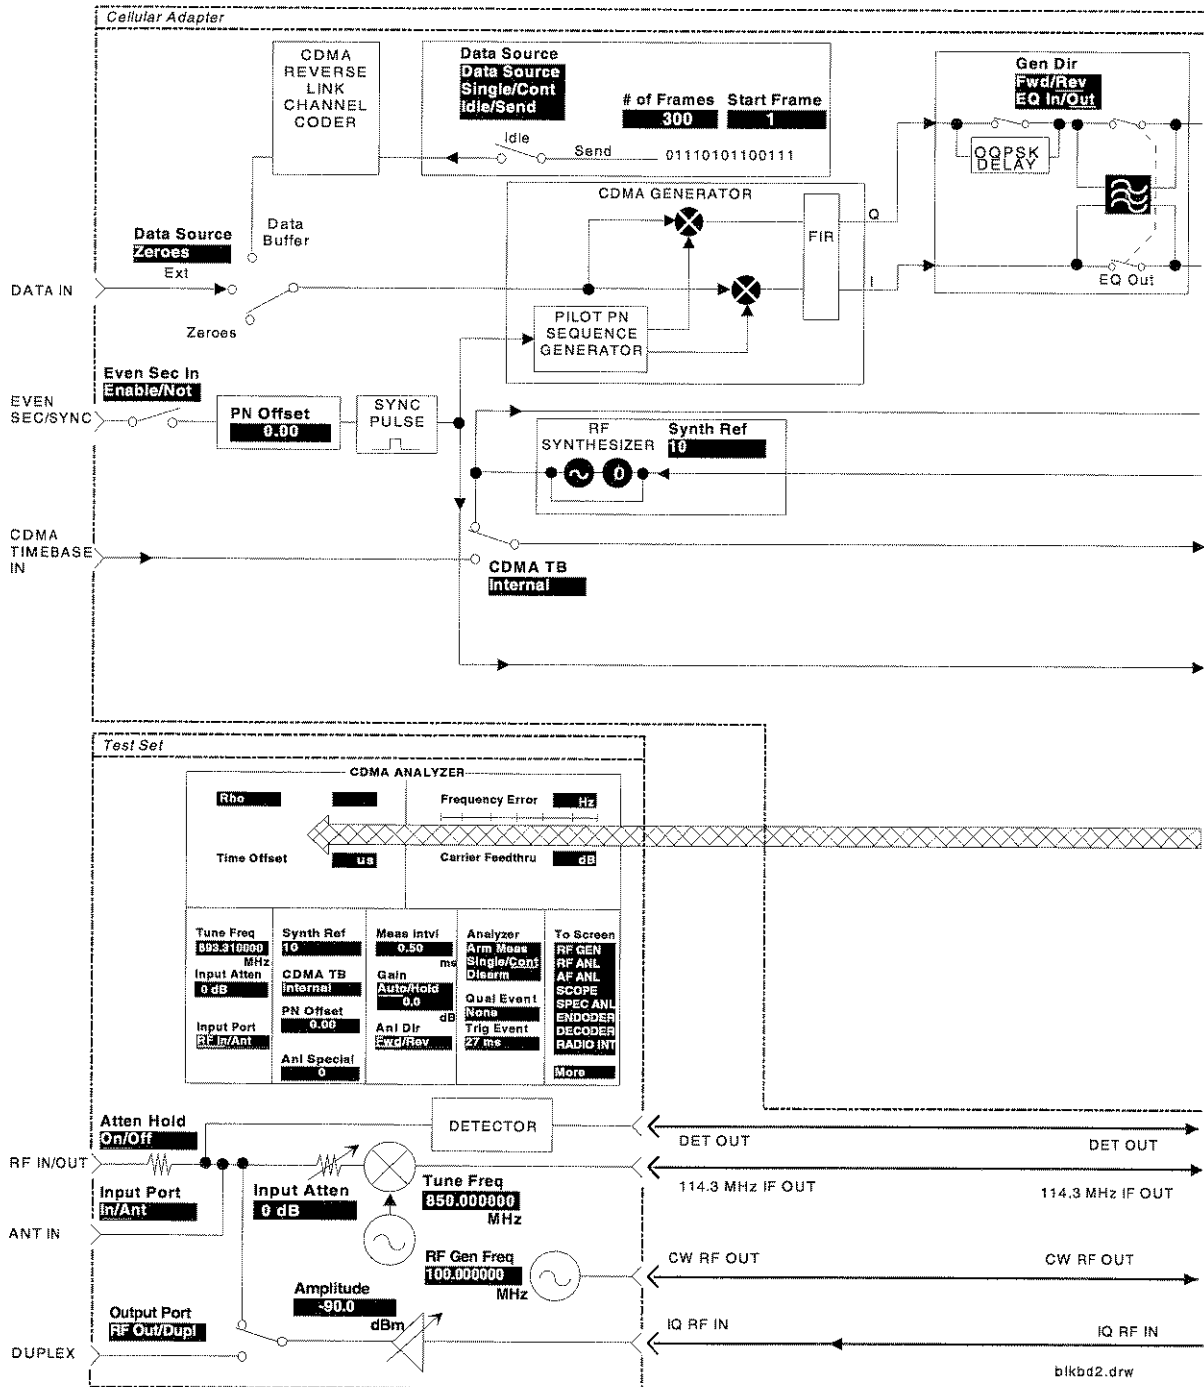 Cellular Adapter
CDMA
REVERSE
LINK
CHANNEL
CODER
Data Source
Data Source
Single/Cont
Idle/Send
# of Frames
300
Start Frame
1
Idle
Send
01110101100111
Gen Dir
Fwd/Rev
EQ In/Out
OQPSK
DELAY
EQ Out
CDMA GENERATOR
FIR
Q
I
PILOT PN
SEQUENCE
GENERATOR
Data Source
Zeroes
Ext
Data
Buffer
Zeroes
DATA IN
Even Sec In
Enable/Not
EVEN
SEC/SYNC
PN Offset
0.00
SYNC
PULSE
RF
SYNTHESIZER
Synth Ref
10
0
CDMA
TIMEBASE
IN
CDMA TB
Internal
Test Set
CDMA ANALYZER
Rho
Frequency Error
Hz
Time Offset
us
Carrier Feedthru
dB
Tune Freq
893.310000
MHz
Input Atten
0 dB
Input Port
RF In/Ant
Synth Ref
10
CDMA TB
Internal
PN Offset
0.00
Anl Special
0
Meas Intvl
0.50
ms
Gain
Auto/Hold
0.0
dB
Anl Dir
Fwd/Rev
Analyzer
Arm Meas
Single/Cont
Disarm
Qual Event
None
Trig Event
27 ms
To Screen
RF GEN
RF ANL
AF ANL
SCOPE
SPEC ANL
ENDODER
DECODER
RADIO INT
More
Atten Hold
On/Off
RF IN/OUT
Input Port
In/Ant
ANT IN
DETECTOR
Input Atten
0 dB
Tune Freq
850.000000
MHz
RF Gen Freq
100.000000
MHz
Amplitude
-90.0
dBm
Output Port
RF Out/Dupl
DUPLEX
DET OUT
DET OUT
114.3 MHz IF OUT
114.3 MHz IF OUT
CW RF OUT
CW RF OUT
IQ RF IN
IQ RF IN
blkbd2.drw